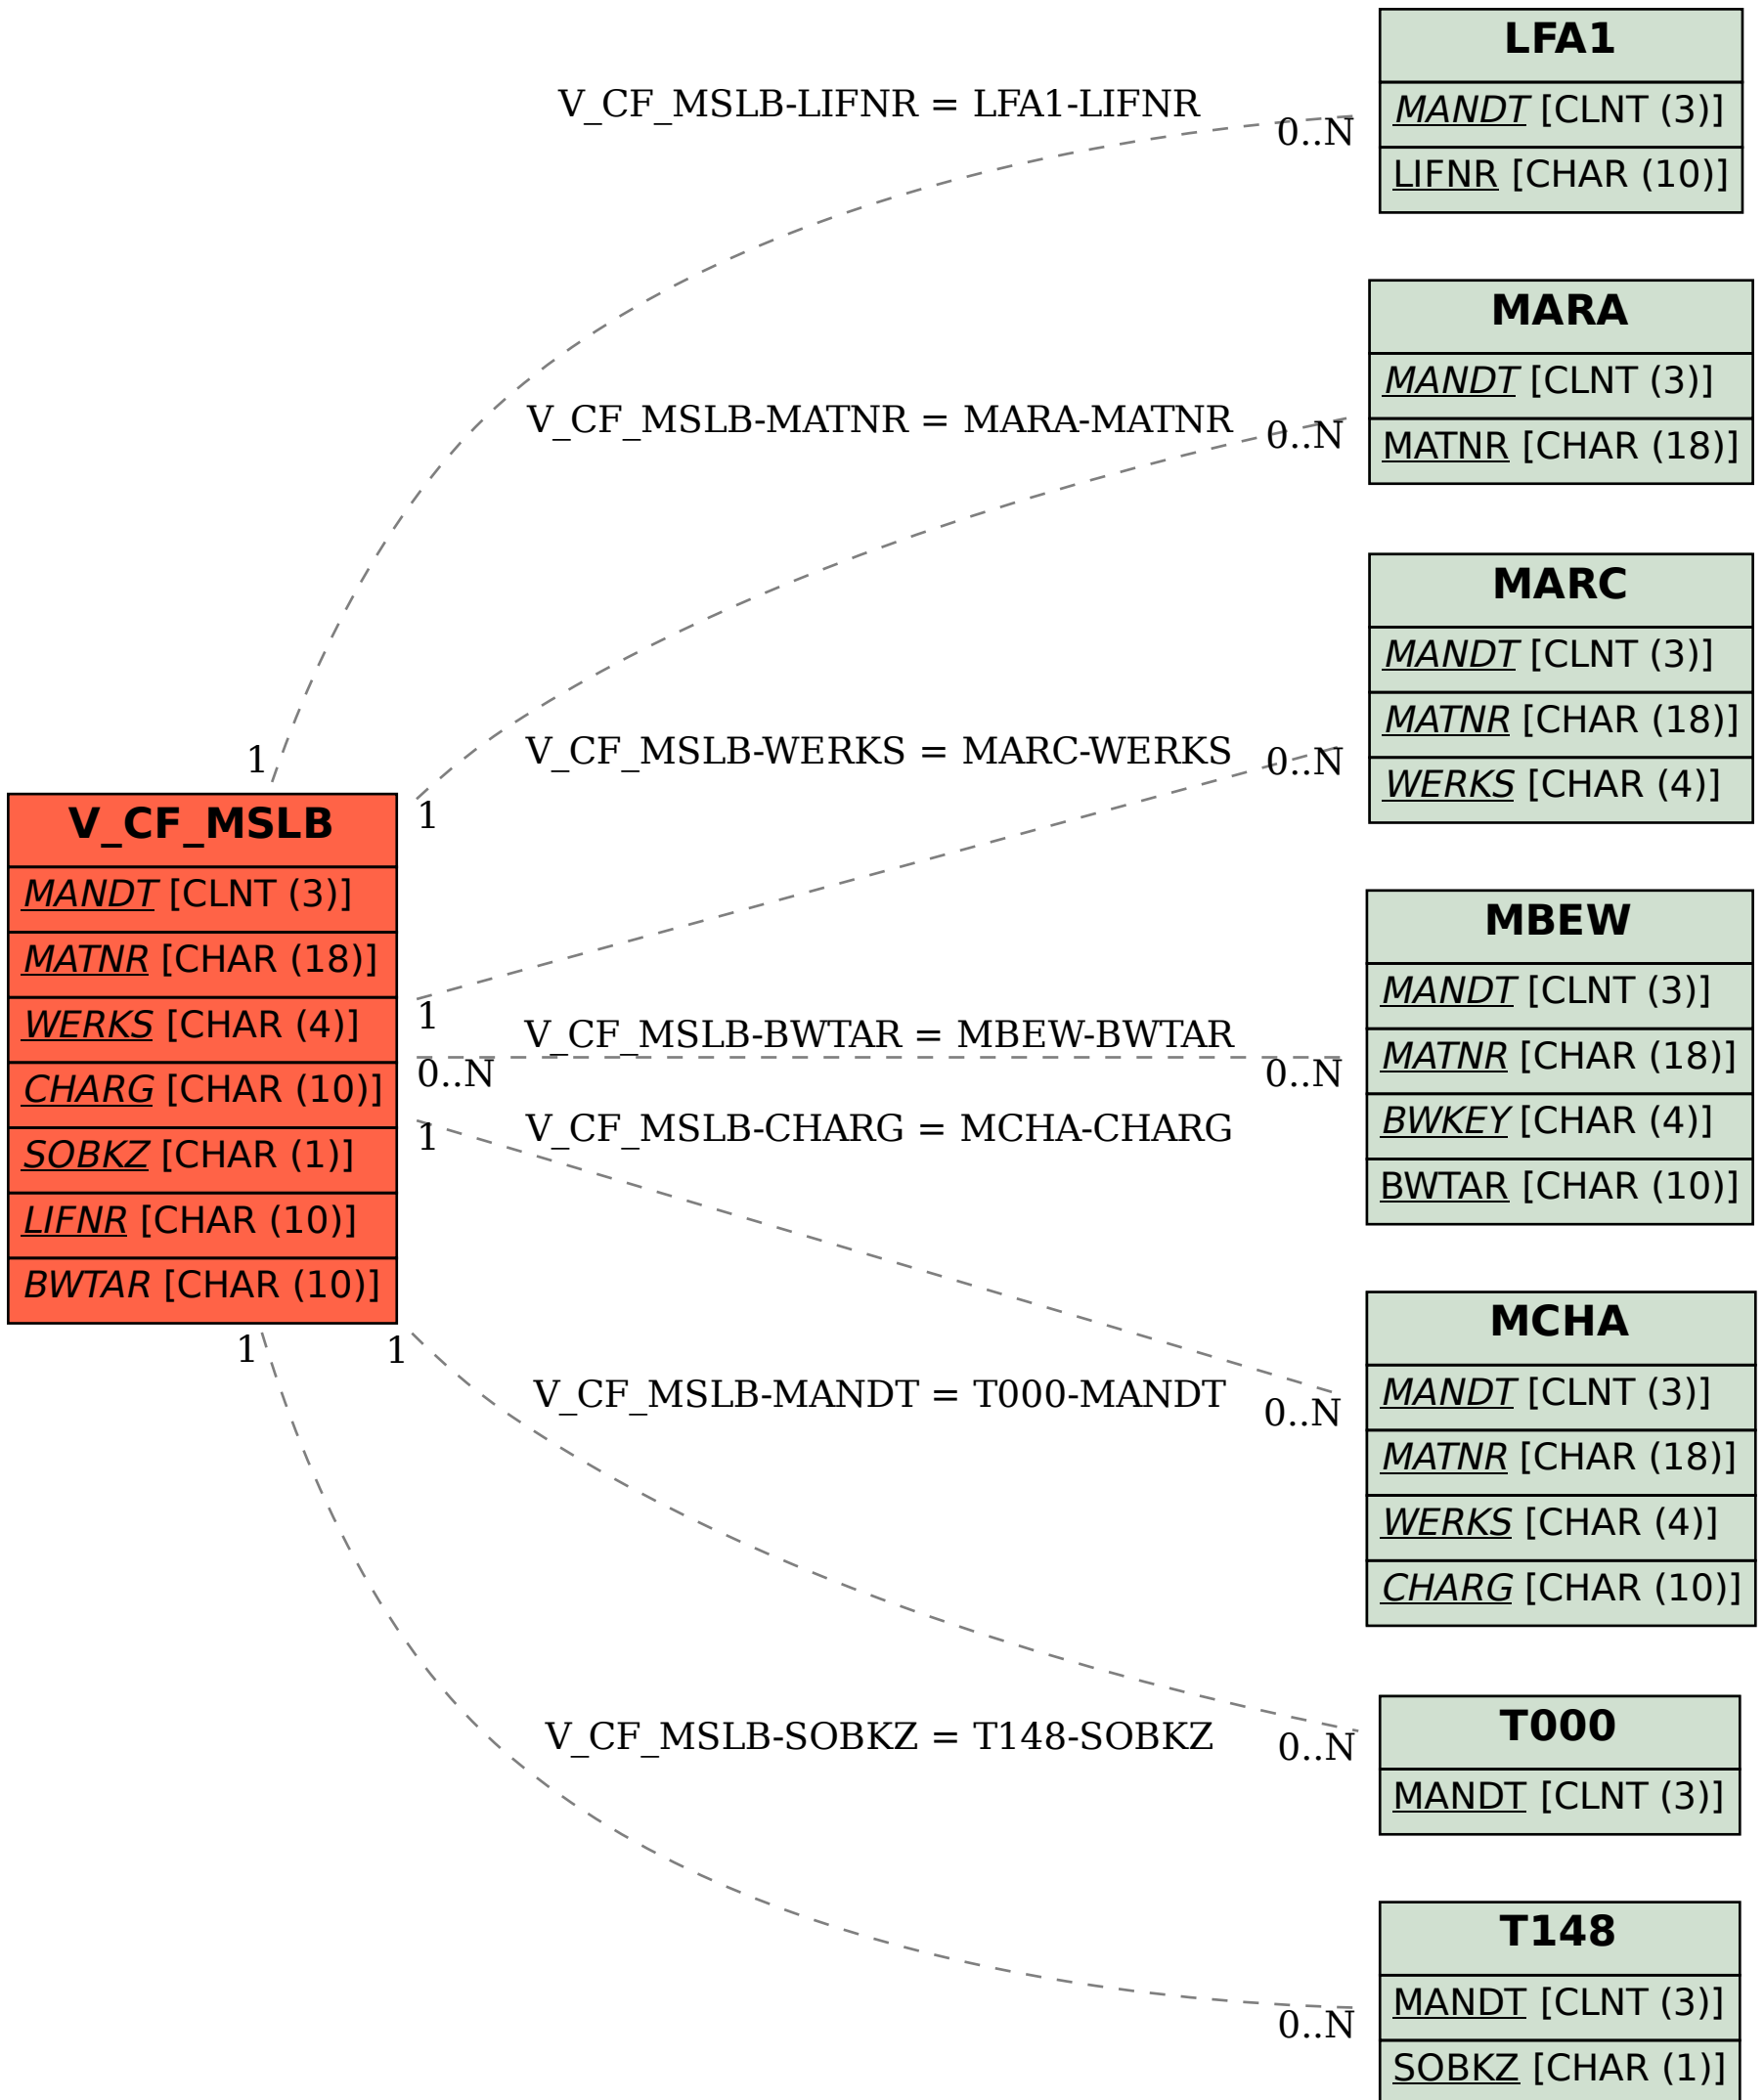 LFA1
MANDT [CLNT (3)]
LIFNR [CHAR (10)]
V_CF_MSLB-LIFNR = LFA1-LIFNR
0..N
1
MARA
MANDT [CLNT (3)]
MATNR [CHAR (18)]
V_CF_MSLB-MATNR = MARA-MATNR
0..N
1
MARC
MANDT [CLNT (3)]
MATNR [CHAR (18)]
WERKS [CHAR (4)]
V_CF_MSLB-WERKS = MARC-WERKS
0..N
1
V_CF_MSLB
MANDT [CLNT (3)]
MATNR [CHAR (18)]
WERKS [CHAR (4)]
CHARG [CHAR (10)]
SOBKZ [CHAR (1)]
LIFNR [CHAR (10)]
BWTAR [CHAR (10)]
MBEW
MANDT [CLNT (3)]
MATNR [CHAR (18)]
BWKEY [CHAR (4)]
BWTAR [CHAR (10)]
V_CF_MSLB-BWTAR = MBEW-BWTAR
0..N
0..N
V_CF_MSLB-CHARG = MCHA-CHARG
1
0..N
MCHA
MANDT [CLNT (3)]
MATNR [CHAR (18)]
WERKS [CHAR (4)]
CHARG [CHAR (10)]
1
1
V_CF_MSLB-MANDT = T000-MANDT
0..N
T000
MANDT [CLNT (3)]
V_CF_MSLB-SOBKZ = T148-SOBKZ
0..N
T148
MANDT [CLNT (3)]
SOBKZ [CHAR (1)]